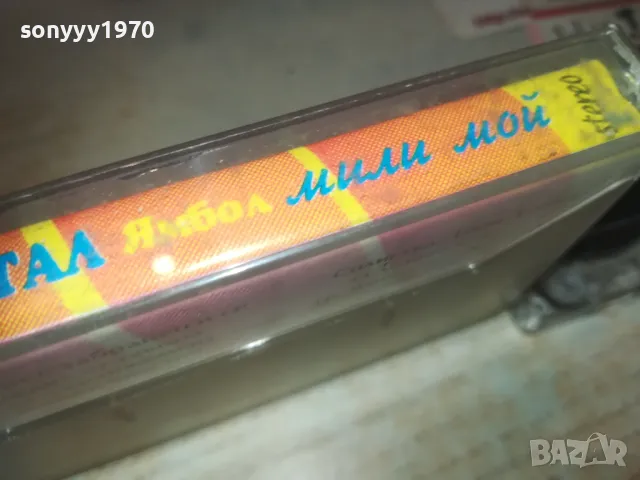 sonyyy1970
ТАЛ Ямбол мили мой stereo
BAZAR